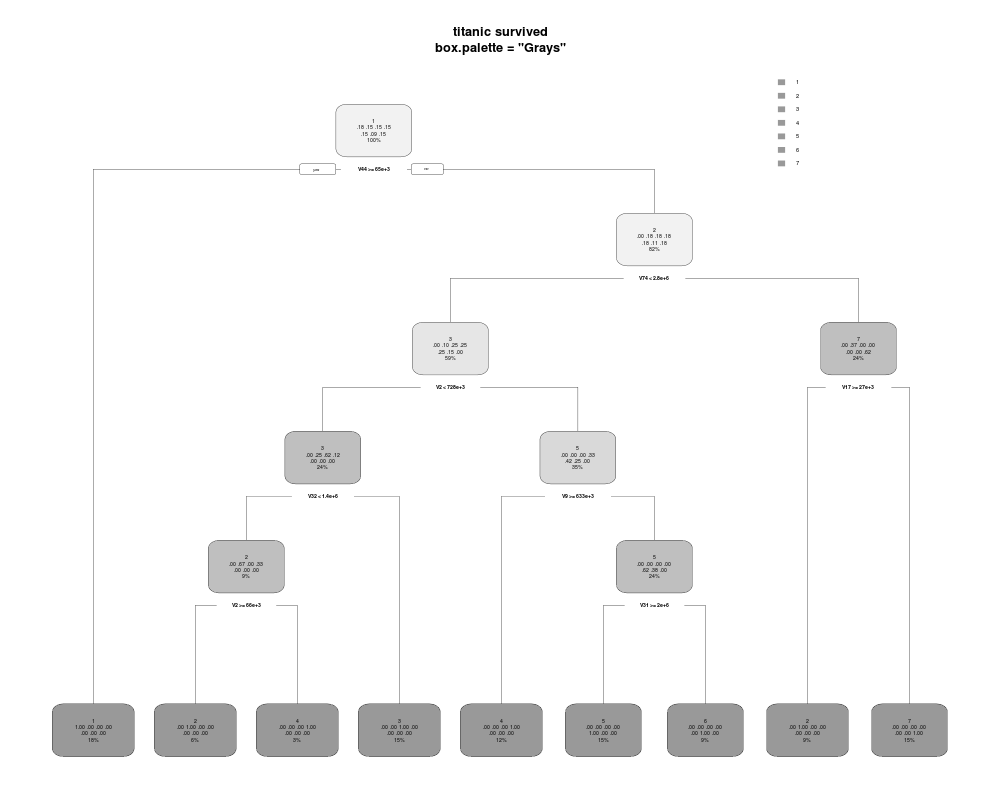 titanic survived
box.palette = "Grays"
1
2
3
4
5
6
7
1
.18 .15 .15 .15
.15 .09 .15
100%
yes
V44 >= 65e+3
no
2
.00 .18 .18 .18
.18 .11 .18
82%
V74 < 2.8e+6
3
.00 .10 .25 .25
.25 .15 .00
59%
7
.00 .37 .00 .00
.00 .00 .62
24%
V2 < 728e+3
V17 >= 27e+3
3
.00 .25 .62 .12
.00 .00 .00
24%
5
.00 .00 .00 .33
.42 .25 .00
35%
V32 < 1.4e+6
V9 >= 633e+3
2
.00 .67 .00 .33
.00 .00 .00
9%
5
.00 .00 .00 .00
.62 .38 .00
24%
V2 >= 66e+3
V31 >= 2e+6
1
1.00 .00 .00 .00
.00 .00 .00
18%
2
.00 1.00 .00 .00
.00 .00 .00
6%
4
.00 .00 .00 1.00
.00 .00 .00
3%
3
.00 .00 1.00 .00
.00 .00 .00
15%
4
.00 .00 .00 1.00
.00 .00 .00
12%
5
.00 .00 .00 .00
1.00 .00 .00
15%
6
.00 .00 .00 .00
.00 1.00 .00
9%
2
.00 1.00 .00 .00
.00 .00 .00
9%
7
.00 .00 .00 .00
.00 .00 1.00
15%